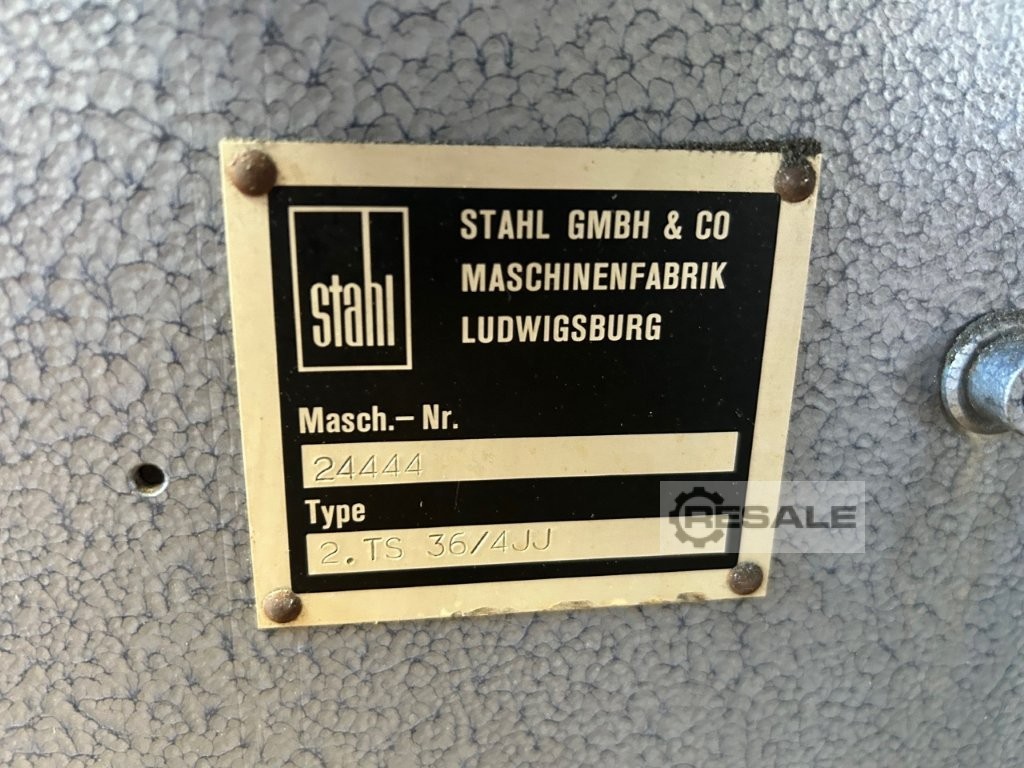 stahl
STAHL GMBH & CO
MASCHINENFABRIK
LUDWIGSBURG
Masch.–Nr.
24444
Type
2.TS 36/4JJ
RESALE